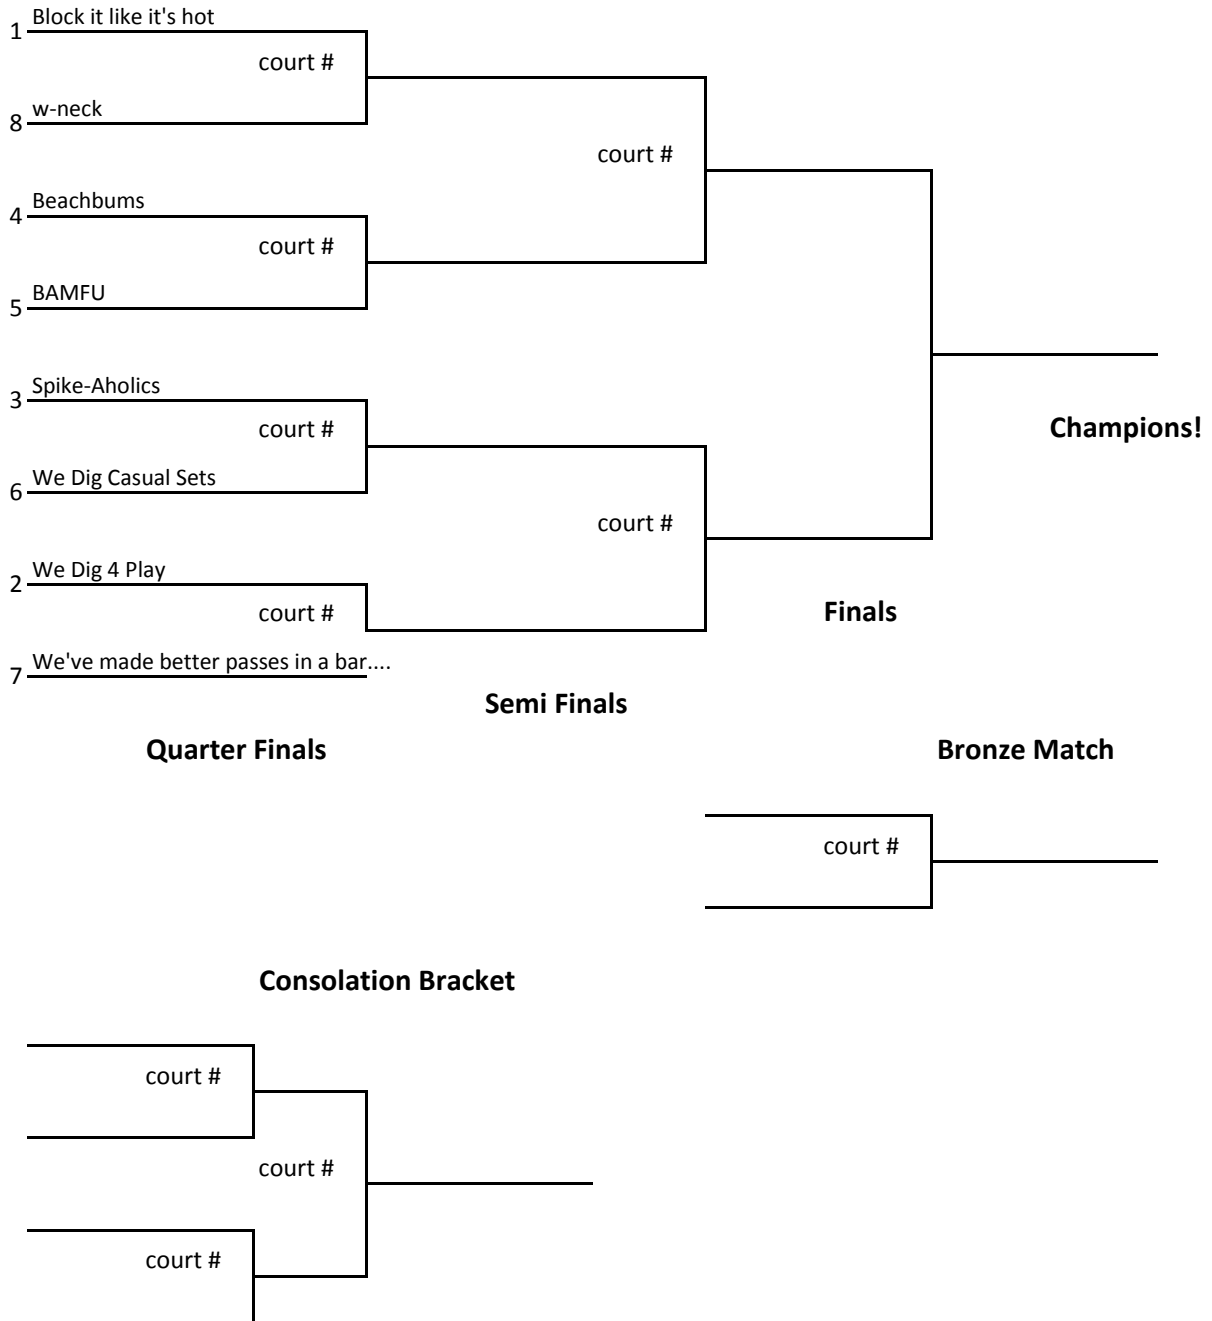 Block it like it's hot
1
court #
w-neck
8
court #
Beachbums
4
court #
BAMFU
5
Spike-Aholics
3
court #
Champions!
We Dig Casual Sets
6
court #
We Dig 4 Play
2
court #
Finals
We've made better passes in a bar....
7
Semi Finals
Quarter Finals
Bronze Match
court #
Consolation Bracket
court #
court #
court #